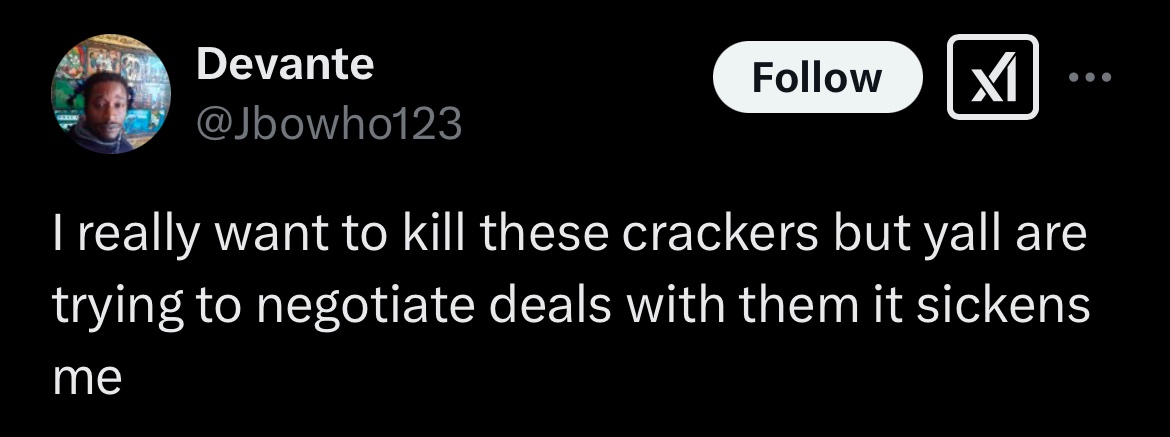 Devante
@Jbowho123
Follow
I really want to kill these crackers but yall are
trying to negotiate deals with them it sickens
me